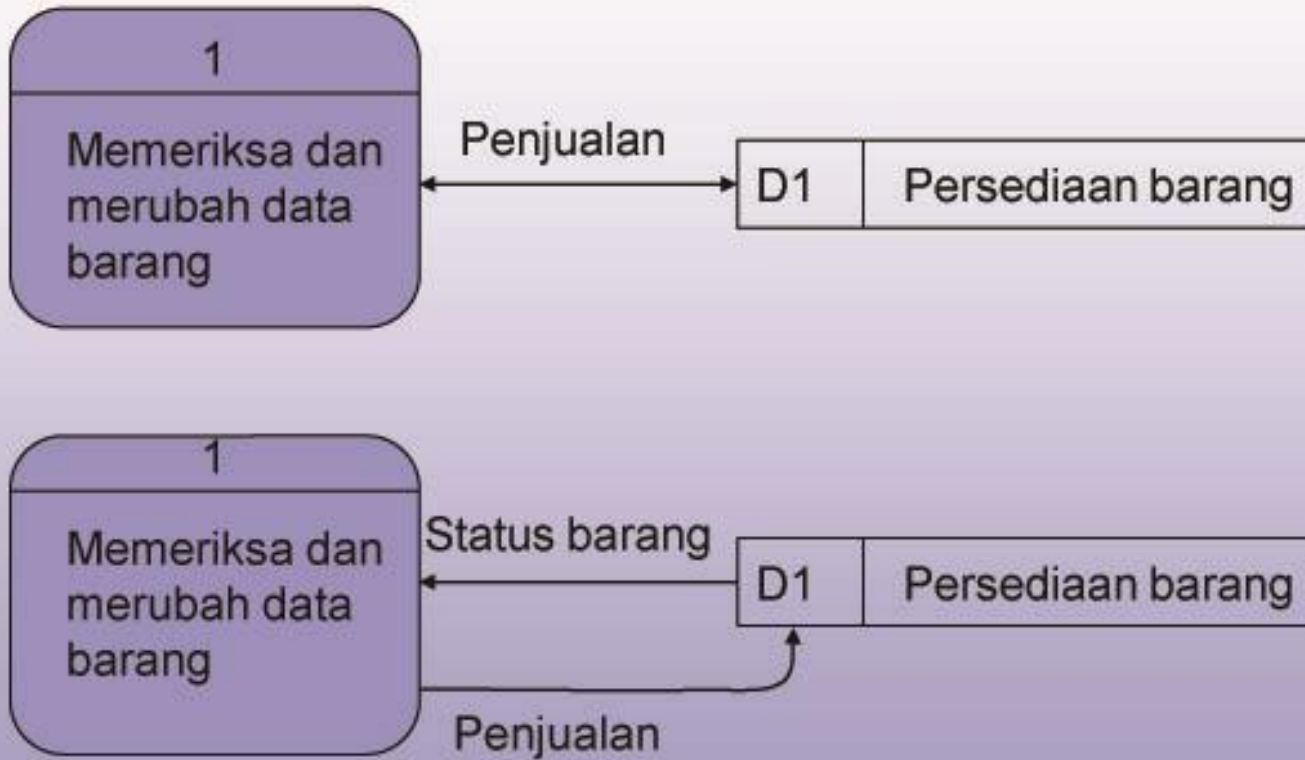 1
Memeriksa dan
merubah data
barang
Penjualan
D1
Persediaan barang
1
Memeriksa dan
merubah data
barang
Status barang
D1
Persediaan barang
Penjualan